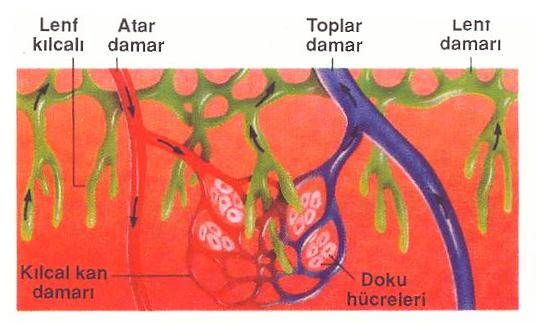 Lenf
kılcalı
Atar
damar
Toplar
damar
Lenf
damarı
Kılcal kan
damarı
Doku
hücreleri